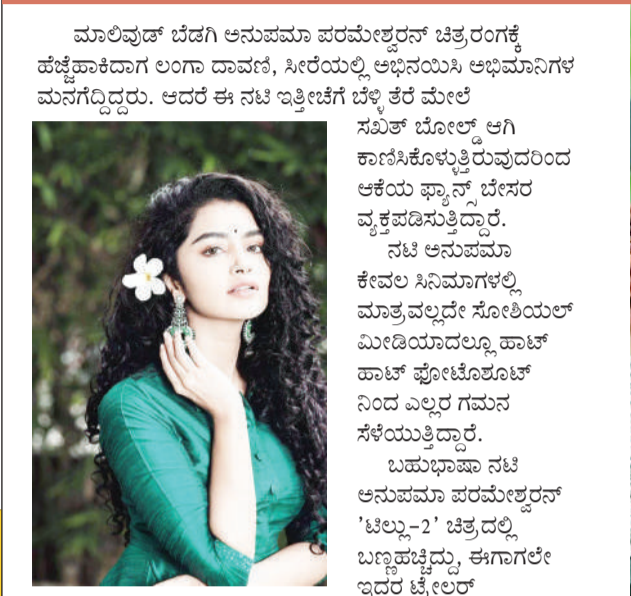 ಮಾಲಿವುಡ್ ಬೆಡಗಿ ಅನುಪಮಾ ಪರಮೇಶ್ವರನ್ ಚಿತ್ರರಂಗಕ್ಕೆ
ಹೆಜ್ಜೆಹಾಕಿದಾಗ ಲಂಗಾ ದಾವಣಿ, ಸೀರೆಯಲ್ಲಿ ಅಭಿನಯಿಸಿ ಅಭಿಮಾನಿಗಳ
ಮನಗೆದ್ದಿದ್ದರು. ಆದರೆ ಈ ನಟಿ ಇತ್ತೀಚೆಗೆ ಬೆಳ್ಳಿ ತೆರೆ ಮೇಲೆ
ಸಖತ್ ಬೋಲ್ಡ್ ಆಗಿ
ಕಾಣಿಸಿಕೊಳ್ಳುತ್ತಿರುವುದರಿಂದ
ಆಕೆಯ ಫ್ಯಾನ್ಸ್ ಬೇಸರ
ವ್ಯಕ್ತಪಡಿಸುತ್ತಿದ್ದಾರೆ.
ನಟಿ ಅನುಪಮಾ
ಕೇವಲ ಸಿನಿಮಾಗಳಲ್ಲಿ
ಮಾತ್ರವಲ್ಲದೇ ಸೋಶಿಯಲ್
ಮೀಡಿಯಾದಲ್ಲೂ ಹಾಟ್
ಹಾಟ್ ಫೋಟೊಶೂಟ್
ನಿಂದ ಎಲ್ಲರ ಗಮನ
ಸೆಳೆಯುತ್ತಿದ್ದಾರೆ.
ಬಹುಭಾಷಾ ನಟಿ
ಅನುಪಮಾ ಪರಮೇಶ್ವರನ್
'ಟಿಲ್ಲು-2' ಚಿತ್ರದಲ್ಲಿ
ಬಣ್ಣಹಚ್ಚಿದ್ದು, ಈಗಾಗಲೇ
ಇದರ ಟ್ರೇಲರ್